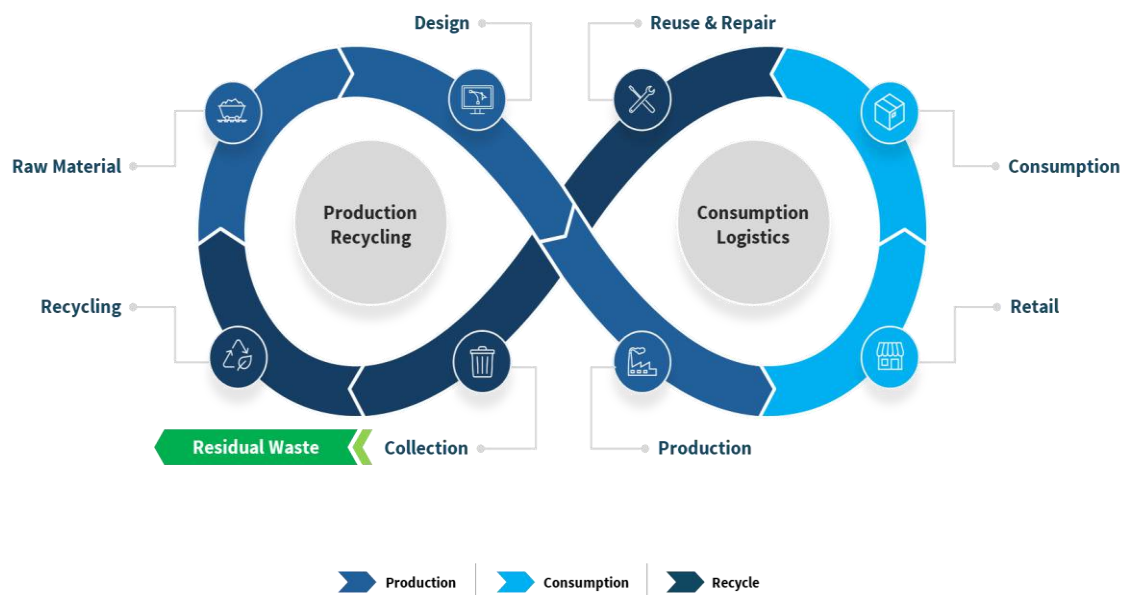 Design
Reuse & Repair
Raw Material
Consumption
Production
Recycling
Consumption
Logistics
Recycling
Retail
Residual Waste
Collection
Production
Production
Consumption
Recycle